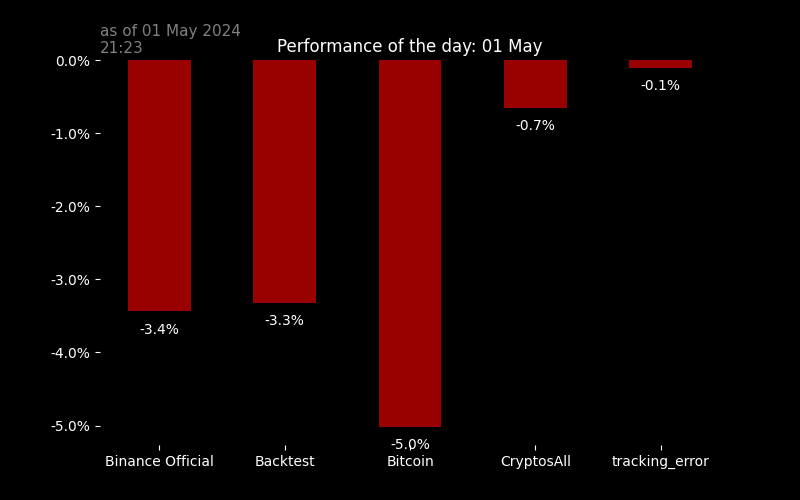 as of 01 May 2024
21:23
Performance of the day: 01 May
0.0%
-1.0%
-2.0%
-3.0%
-4.0%
-5.0%
-3.4%
-3.3%
-5.0%
-0.7%
-0.1%
Binance Official
Backtest
Bitcoin
CryptosAll
tracking_error